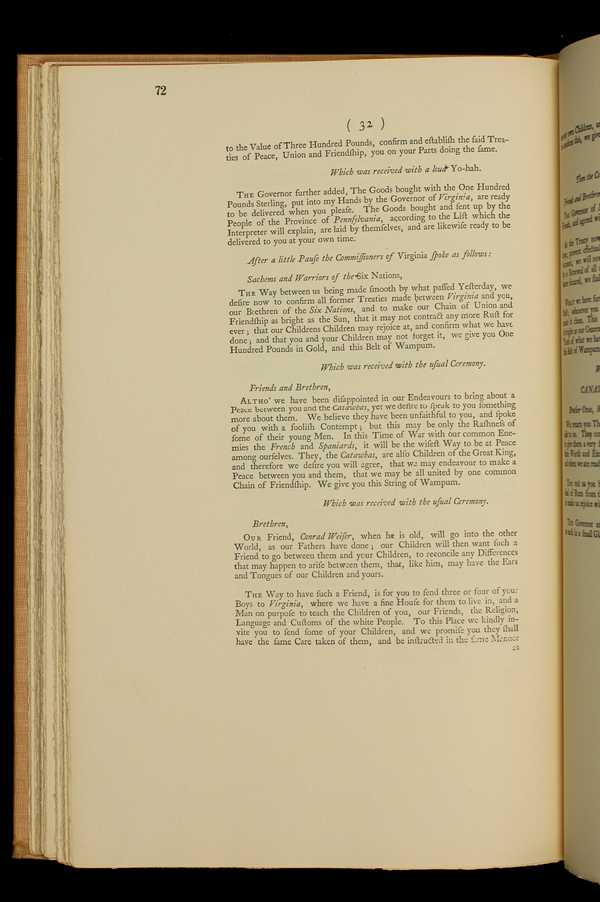 72
( 32 )
to the Value of Three Hundred Pounds, confirm and eſtabliſh the ſaid Trea-
ties of Peace, Union and Friendſhip, you on your Parts doing the ſame.
Which was received with a loud Yo-hah.
THE Governor further added, The Goods bought with the One Hundred
Pounds Sterling, put into my Hands by the Governor of Virginia, are ready
to be delivered when you pleaſe. The Goods bought and ſent up by the
People of the Province of Pennſylvania, according to the Liſt which the
Interpreter will explain, are laid by themſelves, and are likewiſe ready to be
delivered to you at your own time.
After a little Pauſe the Commiſſioners of Virginia ſpoke as follows:
Sachems and Warriors of the Six Nations,
THE Way between us being made ſmooth by what paſſed Yeſterday, we
deſire now to confirm all former Treaties made between Virginia and you,
our Brethren of the Six Nations, and to make our Chain of Union and
Friendſhip as bright as the Sun, that it may not contract any more Ruſt for
ever; that our Childrens Children may rejoice at, and confirm what we have
done; and that you and your Children may not forget it, we give you One
Hundred Pounds in Gold, and this Belt of Wampum.
Which was received with the uſual Ceremony.
Friends and Brethren,
ALTHO' we have been diſappointed in our Endeavours to bring about a
Peace between you and the Catawbas, yet we deſire to ſpeak to you ſomething
more about them. We believe they have been unfaithful to you, and ſpoke
of you with a fooliſh Contempt; but this may be only the Raſhneſs of
ſome of their young Men. In this Time of War with our common Ene-
mies the French and Spaniards, it will be the wiſeſt Way to be at Peace
among ourſelves. They, the Catawbas, are alſo Children of the Great King,
and therefore we deſire you will agree, that we may endeavour to make a
Peace between you and them, that we may be all united by one common
Chain of Friendſhip. We give you this String of Wampum.
Which was received with the uſual Ceremony.
Brethren,
OUR Friend, Conrad Weiſer, when he is old, will go into the other
World, as our Fathers have done; our Children will then want ſuch a
Friend to go between them and your Children, to reconcile any Differences
that may happen to ariſe between them, that, like him, may have the Ears
and Tongues of our Children and yours.
THE Way to have ſuch a Friend, is for you to ſend three or four of your
Boys to Virginia, where we have a fine Houſe for them to live in, and a
Man on purpoſe to teach the Children of you, our Friends, the Religion,
Language and Cuſtoms of the white People. To this Place we kindly in-
vite you to ſend ſome of your Children, and we promiſe you they ſhall
have the ſame Care taken of them, and be inſtructed in the ſame Manner
as